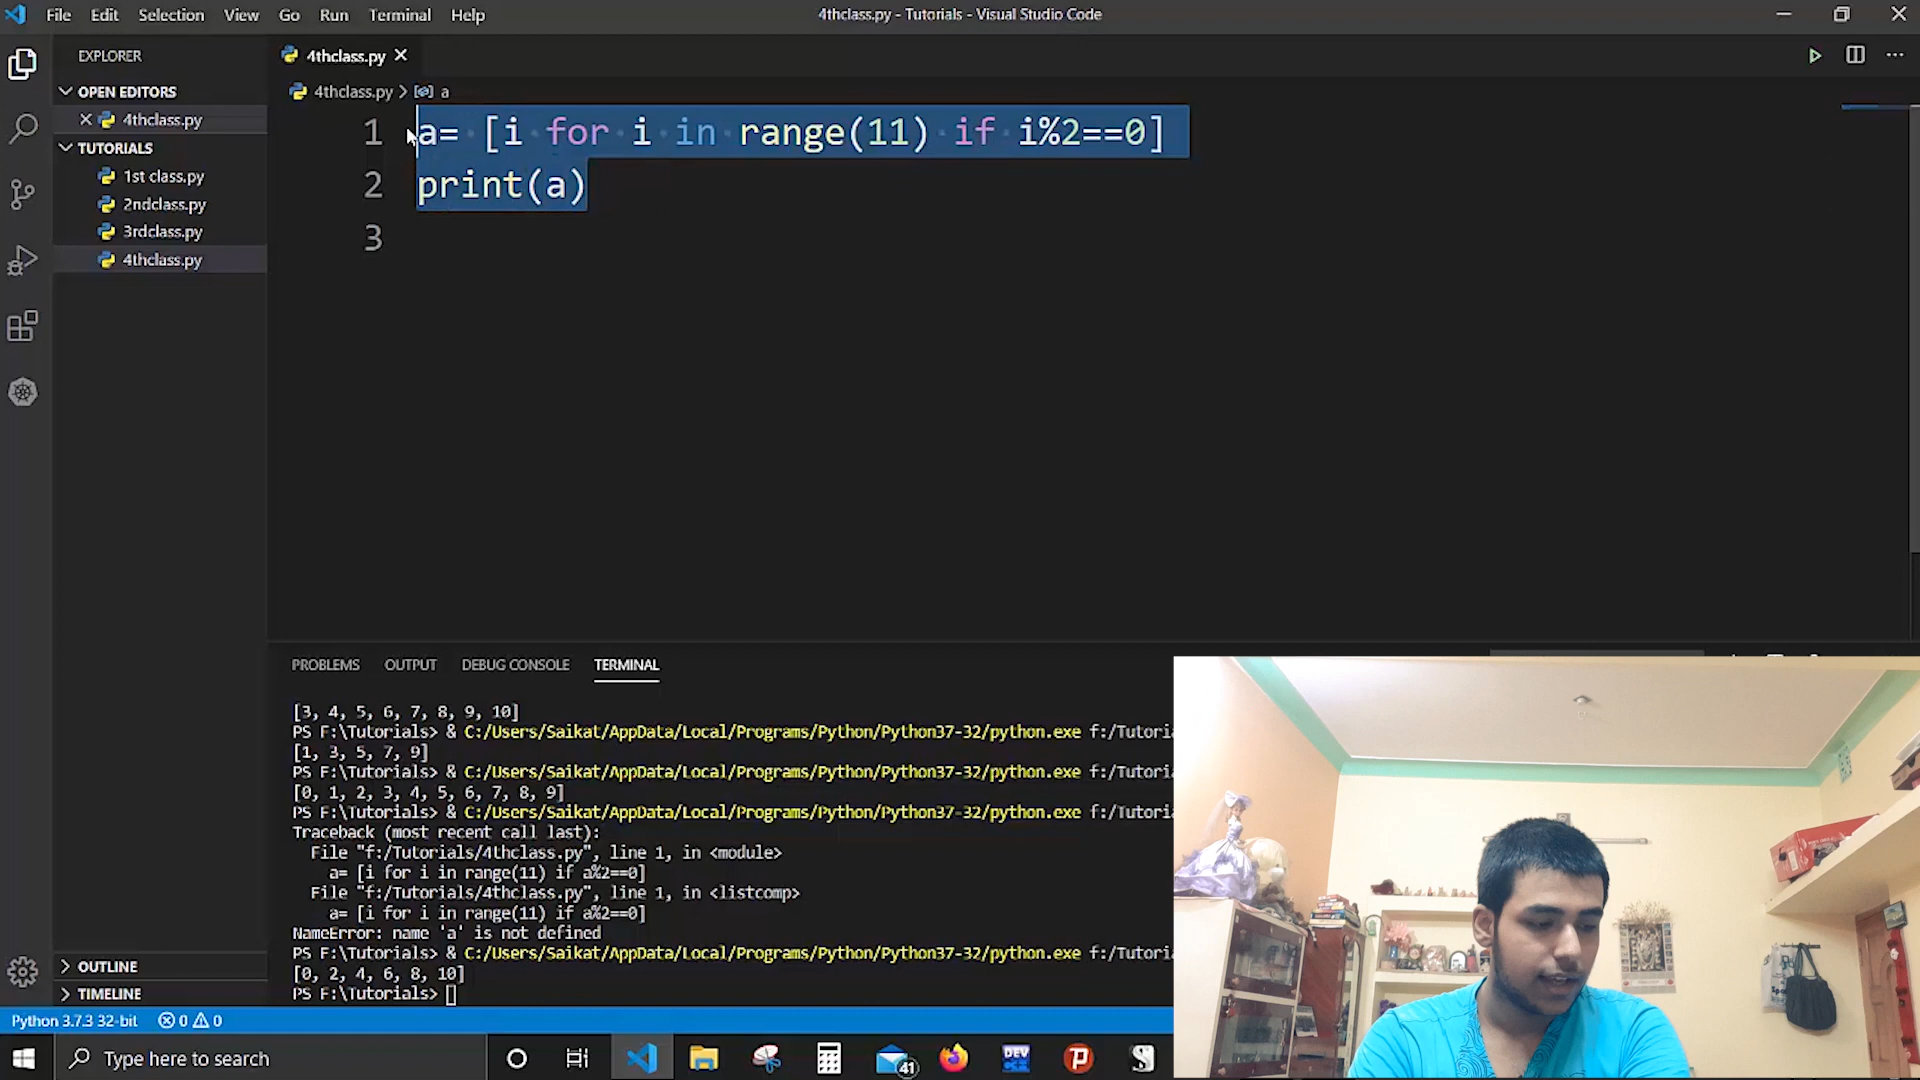 File Edit Selection View Go Run Terminal Help
4thclass.py - Tutorials - Visual Studio Code
EXPLORER
OPEN EDITORS
4thclass.py
TUTORIALS
1st class.py
2ndclass.py
3rdclass.py
4thclass.py
OUTLINE
TIMELINE
4thclass.py
4thclass.py > a
1 a= [i for i in range(11) if i%2==0]
2 print(a)
3
PROBLEMS OUTPUT DEBUG CONSOLE TERMINAL
[3, 4, 5, 6, 7, 8, 9, 10]
PS F:\Tutorials> & C:/Users/Saikat/AppData/Local/Programs/Python/Python37-32/python.exe f:/Tutoria
[1, 3, 5, 7, 9]
PS F:\Tutorials> & C:/Users/Saikat/AppData/Local/Programs/Python/Python37-32/python.exe f:/Tutoria
[0, 1, 2, 3, 4, 5, 6, 7, 8, 9]
PS F:\Tutorials> & C:/Users/Saikat/AppData/Local/Programs/Python/Python37-32/python.exe f:/Tutoria
Traceback (most recent call last):
File "f:/Tutorials/4thclass.py", line 1, in <module>
a= [i for i in range(11) if a%2==0]
File "f:/Tutorials/4thclass.py", line 1, in <listcomp>
a= [i for i in range(11) if a%2==0]
NameError: name 'a' is not defined
PS F:\Tutorials> & C:/Users/Saikat/AppData/Local/Programs/Python/Python37-32/python.exe f:/Tutoria
[0, 2, 4, 6, 8, 10]
PS F:\Tutorials>
Python 3.7.3 32-bit 0 0
Type here to search
41
DEV